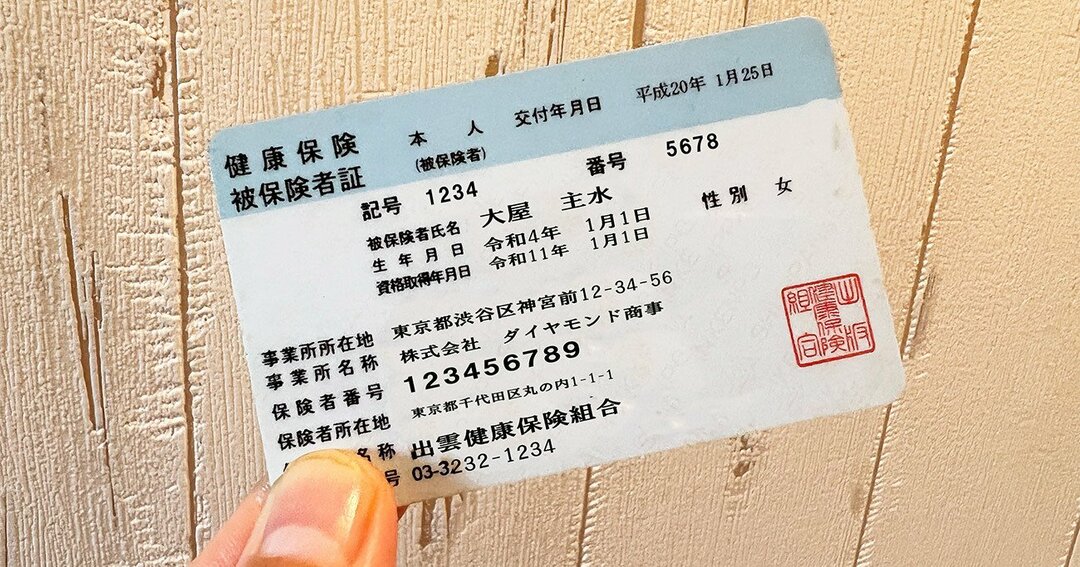 健康保険 本人 交付年月日 平成20年 1月25日
被保険者証 (被保険者)
記号 1234 番号 5678
被保険者氏名 大屋 主水 性別 女
生年月日 令和4年 1月1日
資格取得年月日 令和11年 1月1日
事業所所在地 東京都渋谷区神宮前12-34-56
事業所名称 株式会社 ダイヤモンド商事
保険者番号 123456789
保険者所在地 東京都千代田区丸の内1-1-1
名称 出雲健康保険組合
号 03-3232-1234